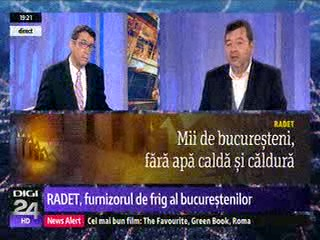 19:21
direct
RADET
Mii de bucureșteni,
fără apă caldă și căldură
RADET, furnizorul de frig al bucureștenilor
DIGI
24
HD
News Alert
Cel mai bun film: The Favourite, Green Book, Roma